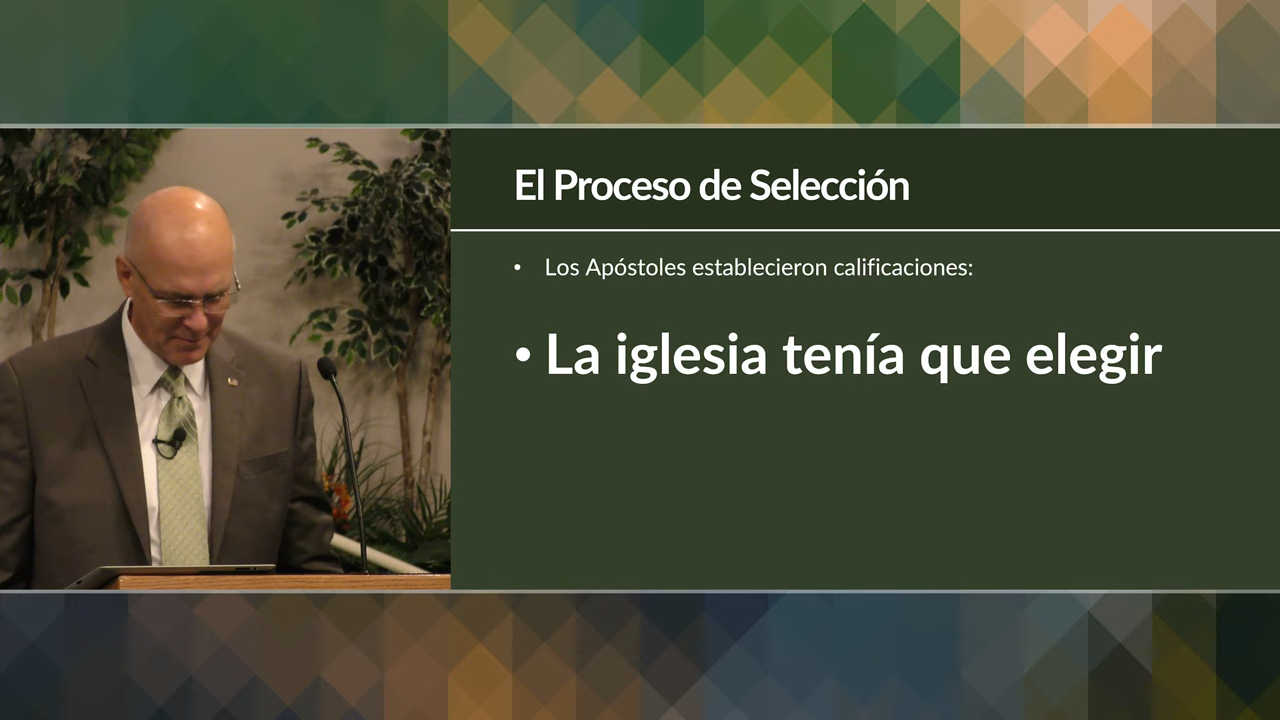 El Proceso de Selección
• Los Apóstoles establecieron calificaciones:
• La iglesia tenía que elegir